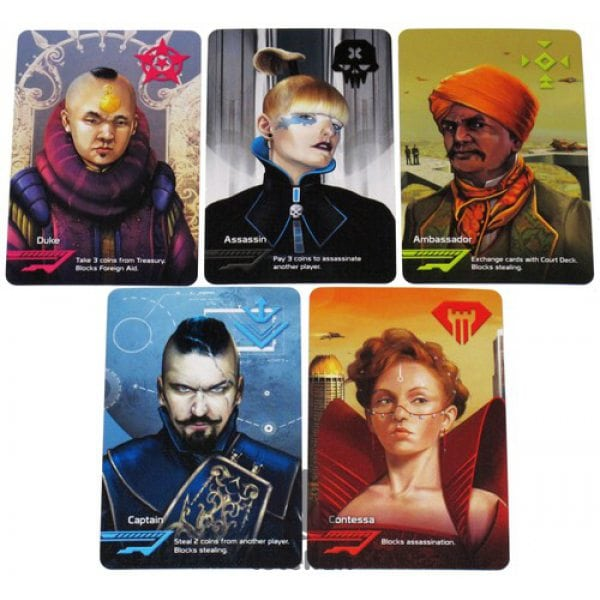 Duke
Take 3 coins from Treasury.
Blocks Foreign Aid.
Assassin
Pay 3 coins to assassinate
another player.
Ambassador
Exchange cards with Court Deck.
Blocks stealing.
Captain
Steal 2 coins from another player.
Blocks stealing.
Contessa
Blocks assassination.